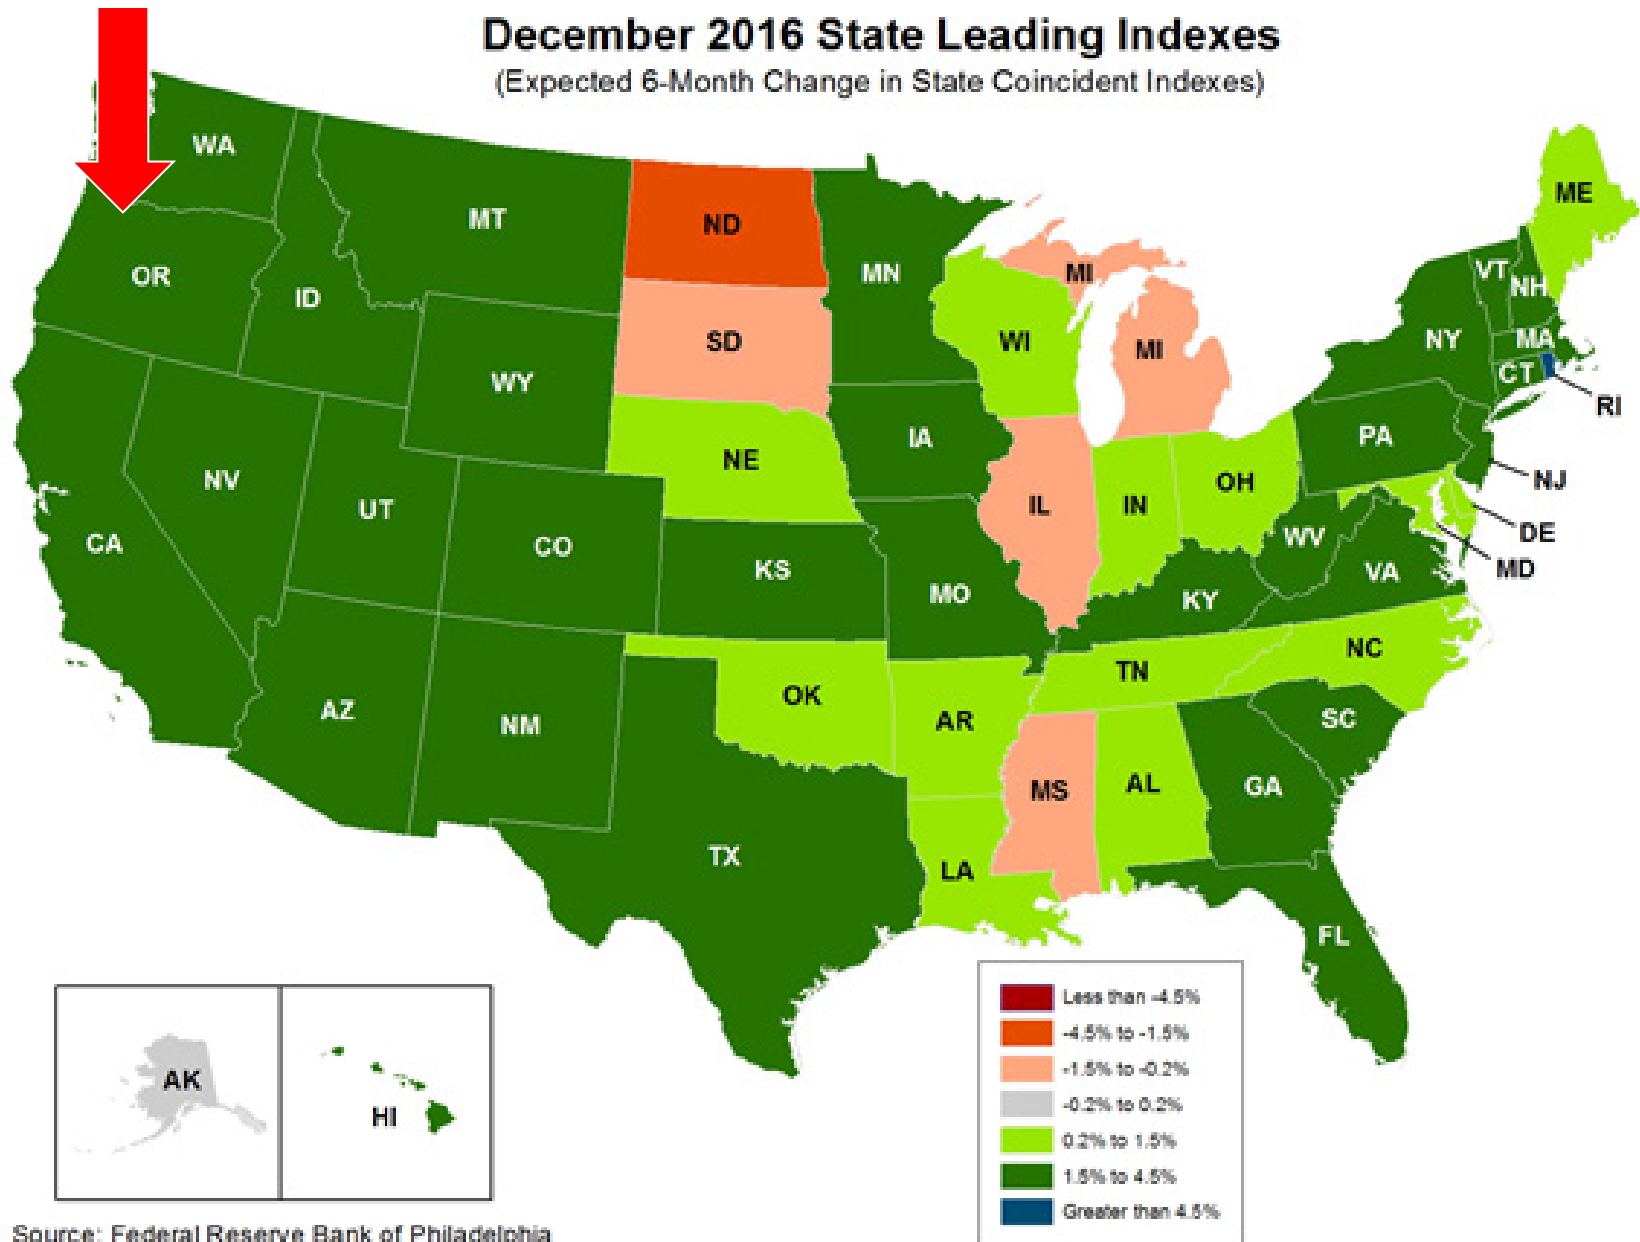 December 2016 State Leading Indexes
(Expected 6-Month Change in State Coincident Indexes)
WA
MT
ND
MN
MI
ME
OR
ID
SD
WI
MI
VT
NH
NY
MA
CT
RI
WY
NE
IA
IL
IN
OH
PA
NJ
NV
UT
CO
KS
MO
KY
WV
VA
DE
MD
CA
AZ
NM
OK
AR
TN
NC
SC
TX
LA
MS
AL
GA
FL
AK
HI
Less than -4.5%
-4.5% to -1.5%
-1.5% to -0.2%
-0.2% to 0.2%
0.2% to 1.5%
1.5% to 4.5%
Greater than 4.5%
Source: Federal Reserve Bank of Philadelphia